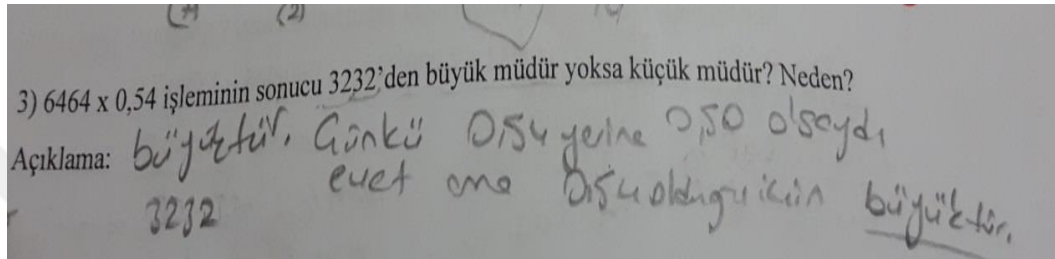 (2)
3) 6464 x 0,54 işleminin sonucu 3232'den büyük müdür yoksa küçük müdür? Neden?
Açıklama: büyüktür. Çünkü 0,54 yerine 0,50 olsaydı
3232 evet ama 0,54 olduğu için büyüktür.